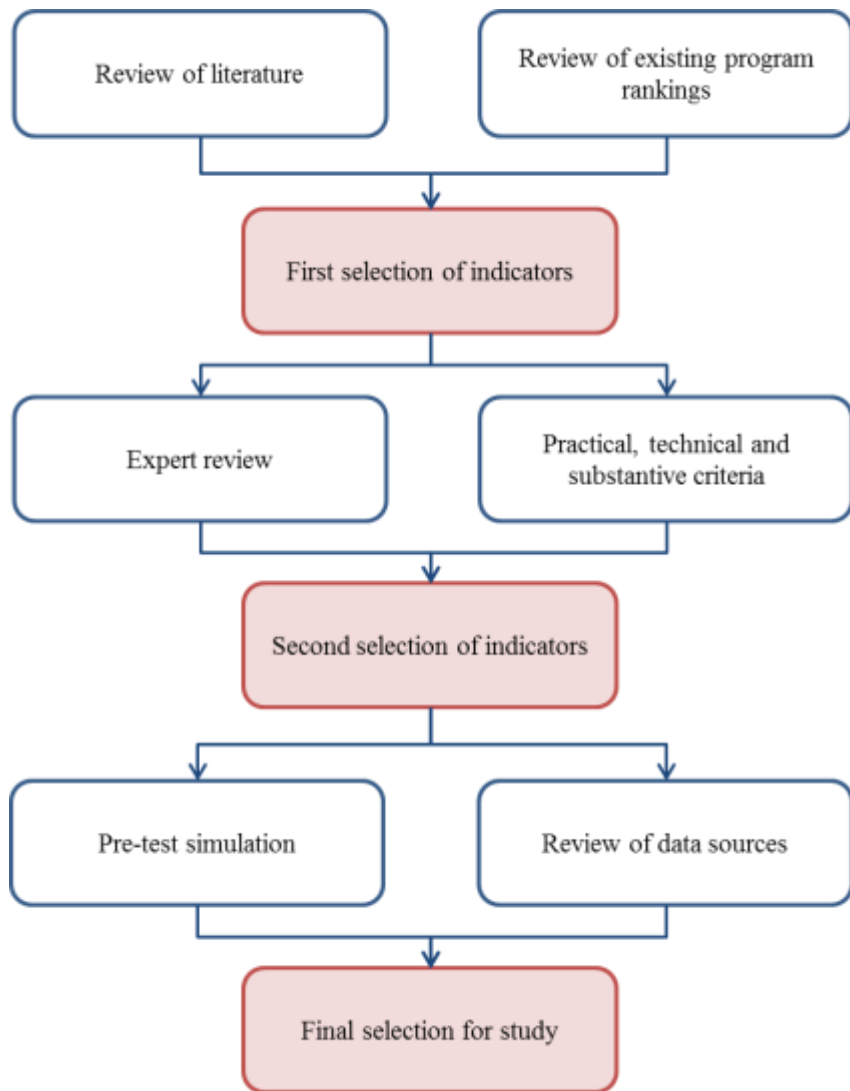 Review of literature
Review of existing program
rankings
First selection of indicators
Expert review
Practical, technical and
substantive criteria
Second selection of indicators
Pre-test simulation
Review of data sources
Final selection for study